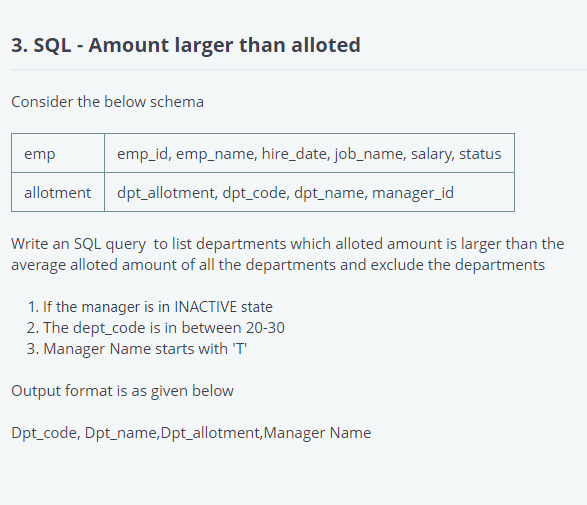 3. SQL - Amount larger than alloted
Consider the below schema
emp emp_id, emp_name, hire_date, job_name, salary, status
allotment dpt_allotment, dpt_code, dpt_name, manager_id
Write an SQL query to list departments which alloted amount is larger than the
average alloted amount of all the departments and exclude the departments
1. If the manager is in INACTIVE state
2. The dept_code is in between 20-30
3. Manager Name starts with 'T'
Output format is as given below
Dpt_code, Dpt_name,Dpt_allotment,Manager Name